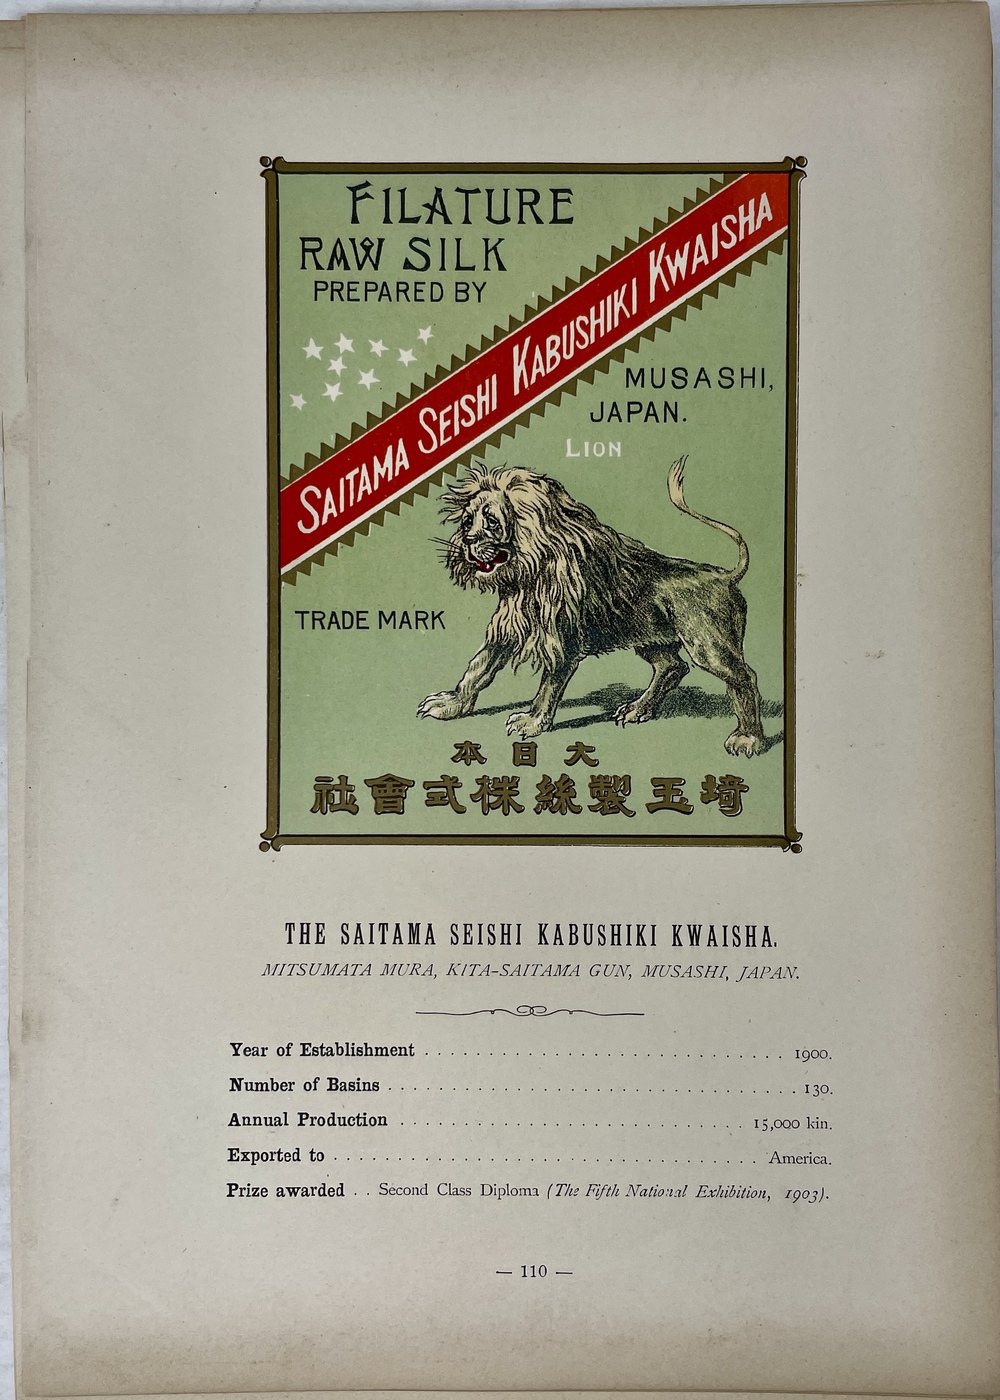 FILATURE
RAW SILK
PREPARED BY
SAITAMA SEISHI KABUSHIKI KWAISHA
MUSASHI,
JAPAN.
LION
TRADE MARK
大日本
埼玉製絲株式會社
THE SAITAMA SEISHI KABUSHIKI KWAISHA.
MITSUMATA MURA, KITA-SAITAMA GUN, MUSASHI, JAPAN.
Year of Establishment . . . . . . . . . . . . . . . . . . . . . . . . . . . . . 1900.
Number of Basins . . . . . . . . . . . . . . . . . . . . . . . . . . . . . . . . . 130.
Annual Production . . . . . . . . . . . . . . . . . . . . . . . . . . . . 15,000 kin.
Exported to . . . . . . . . . . . . . . . . . . . . . . . . . . . . . . . . . . America.
Prize awarded . . Second Class Diploma (The Fifth National Exhibition, 1903).
— 110 —